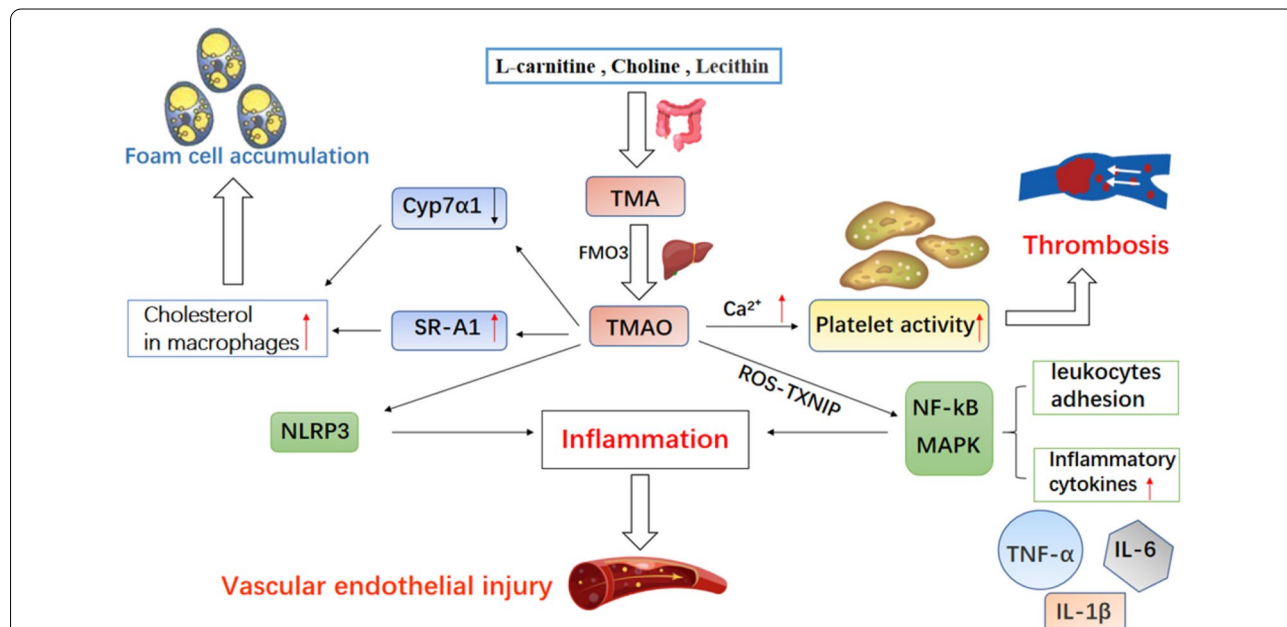 L-carnitine , Choline , Lecithin
Foam cell accumulation
TMA
Cyp7α1
FMO3
Thrombosis
Cholesterol
in macrophages
SR-A1
TMAO
Ca²⁺
Platelet activity
ROS-TXNIP
leukocytes
adhesion
NLRP3
Inflammation
NF-kB
MAPK
Inflammatory
cytokines
TNF-α
IL-6
IL-1β
Vascular endothelial injury